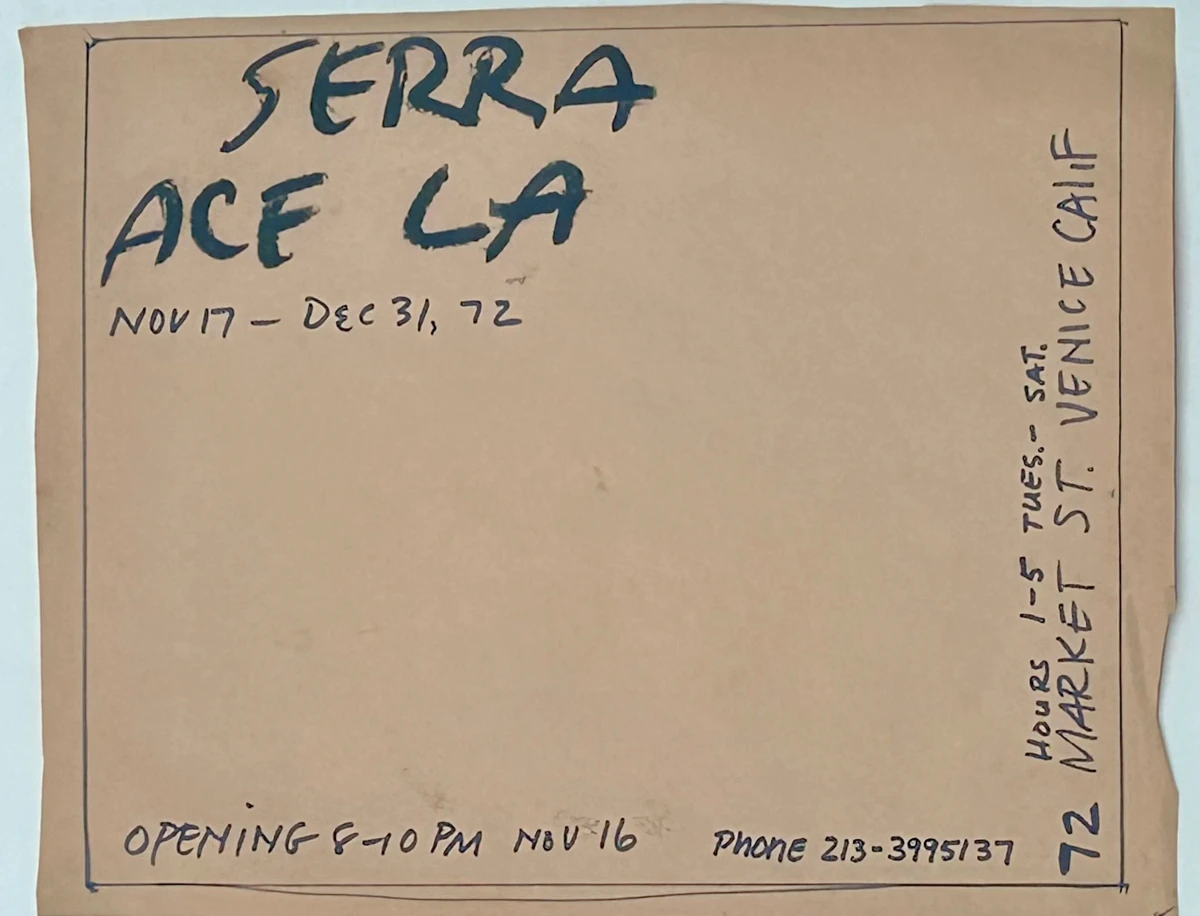 SERRA
ACE LA
NOV 17 – DEC 31, 72
HOURS 1-5 TUES.- SAT.
72 MARKET ST. VENICE CALIF
OPENING 8-10 PM NOV 16
PHONE 213-3995137